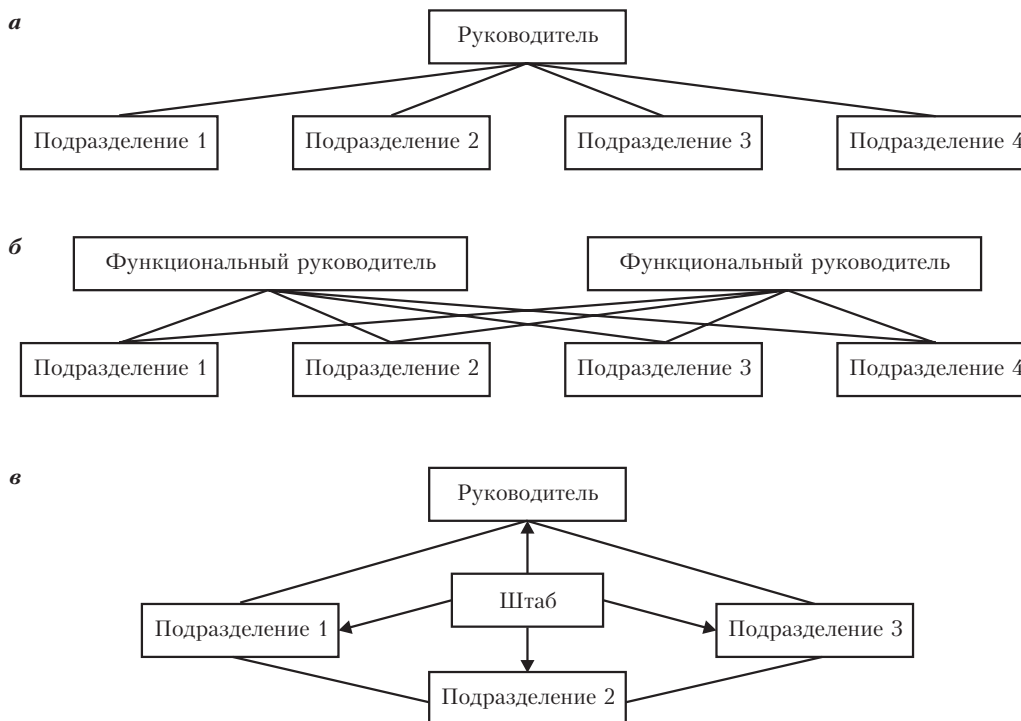 а
Руководитель
Подразделение 1
Подразделение 2
Подразделение 3
Подразделение 4
б
Функциональный руководитель
Функциональный руководитель
Подразделение 1
Подразделение 2
Подразделение 3
Подразделение 4
в
Руководитель
Штаб
Подразделение 1
Подразделение 3
Подразделение 2